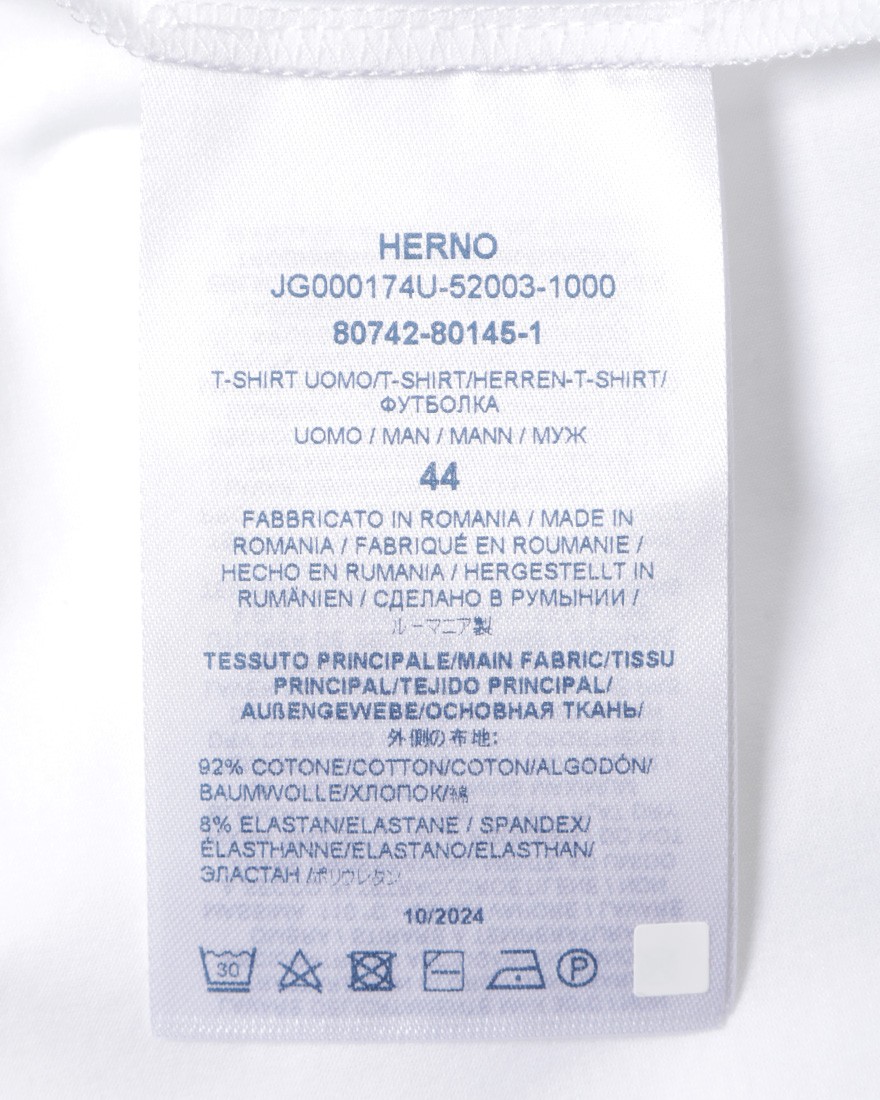 HERNO
JG000174U-52003-1000
80742-80145-1
T-SHIRT UOMO/T-SHIRT/HERREN-T-SHIRT/
ФУТБОЛКА
UOMO / MAN / MANN / МУЖ
44
FABBRICATO IN ROMANIA / MADE IN
ROMANIA / FABRIQUÉ EN ROUMANIE /
HECHO EN RUMANIA / HERGESTELLT IN
RUMÄNIEN / СДЕЛАНО В РУМЫНИИ /
ルーマニア製
TESSUTO PRINCIPALE/MAIN FABRIC/TISSU
PRINCIPAL/TEJIDO PRINCIPAL/
AUßENGEWEBE/ОСНОВНАЯ ТКАНЬ/
外側の布地:
92% COTONE/COTTON/COTON/ALGODÓN/
BAUMWOLLE/ХЛОПОК/綿
8% ELASTAN/ELASTANE / SPANDEX/
ÉLASTHANNE/ELASTANO/ELASTHAN/
ЭЛАСТАН /ポリウレタン
10/2024
30 P